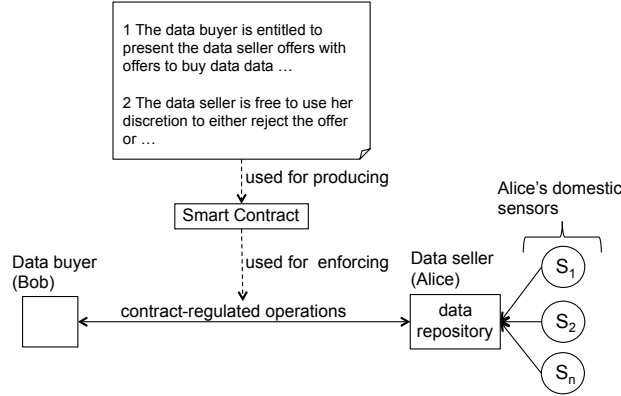 1 The data buyer is entitled to
present the data seller offers with
offers to buy data data …
2 The data seller is free to use her
discretion to either reject the offer
or …
used for producing
Alice's domestic
sensors
Smart Contract
used for  enforcing
Data buyer
(Bob)
Data seller
(Alice)
S1
contract-regulated operations
data
repository
S2
Sn